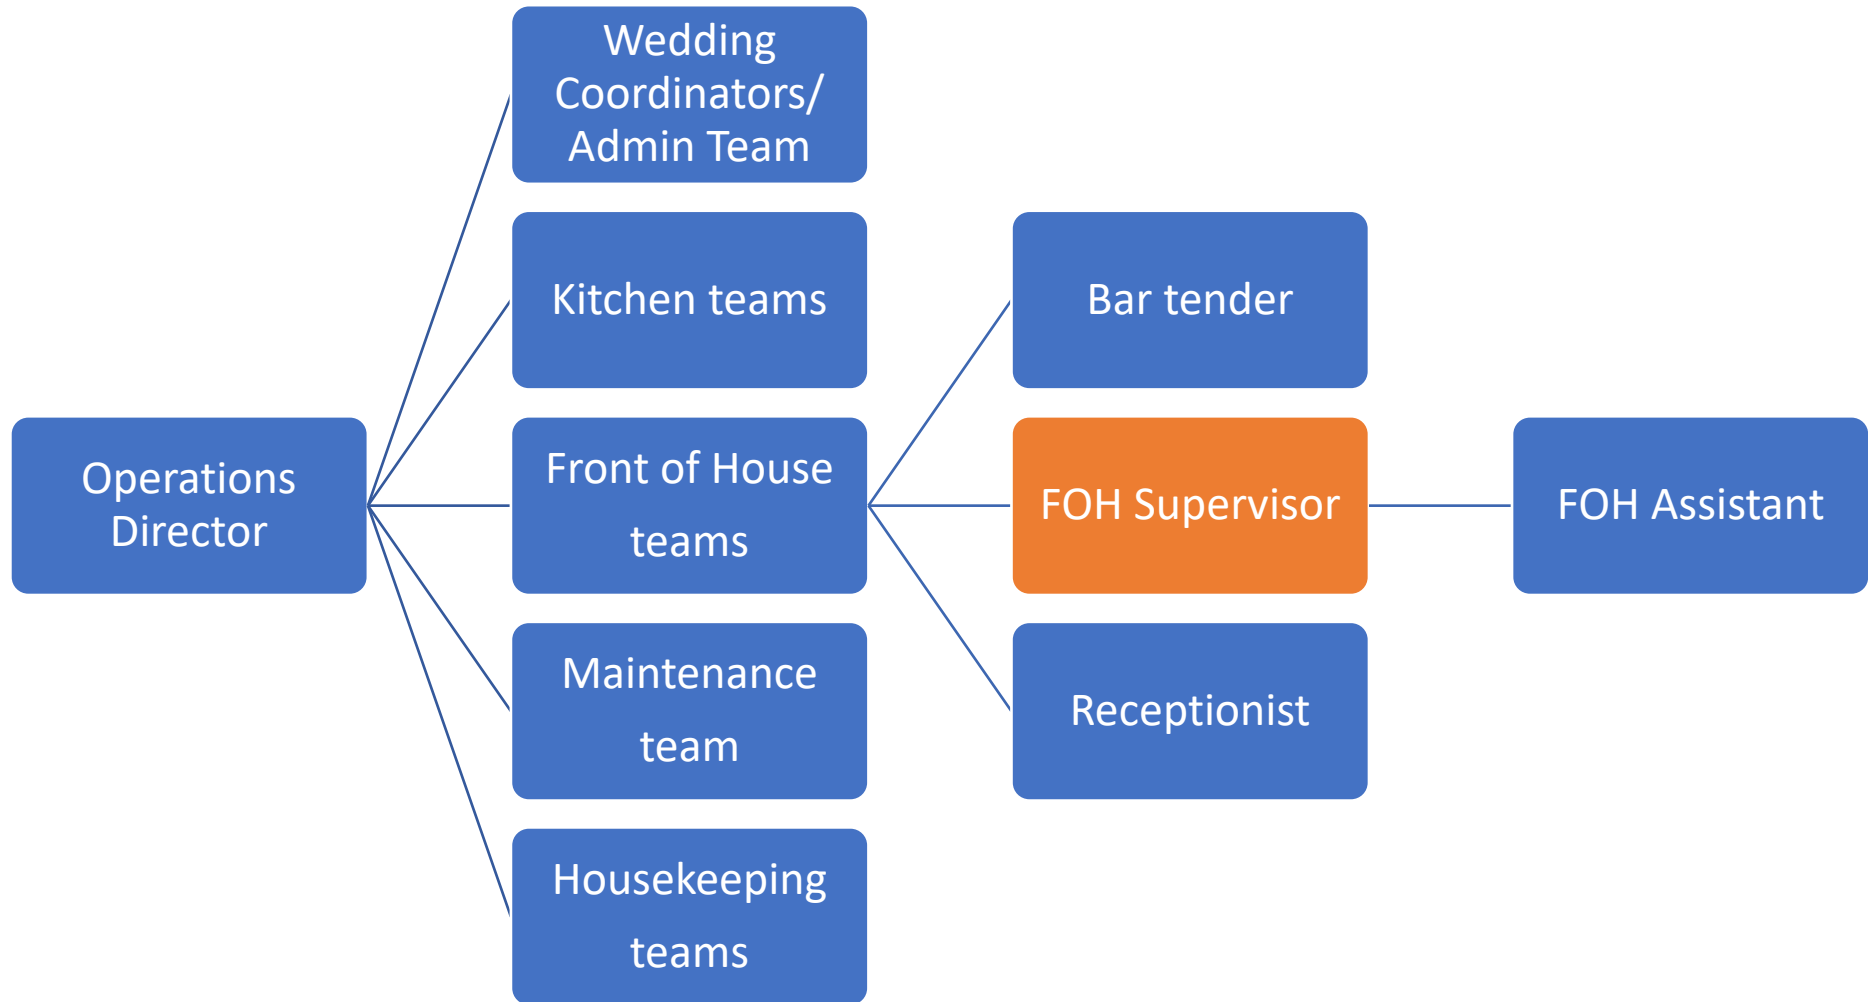 Wedding
Coordinators/
Admin Team
Kitchen teams
Bar tender
Operations
Director
Front of House
teams
FOH Supervisor
FOH Assistant
Maintenance
team
Receptionist
Housekeeping
teams